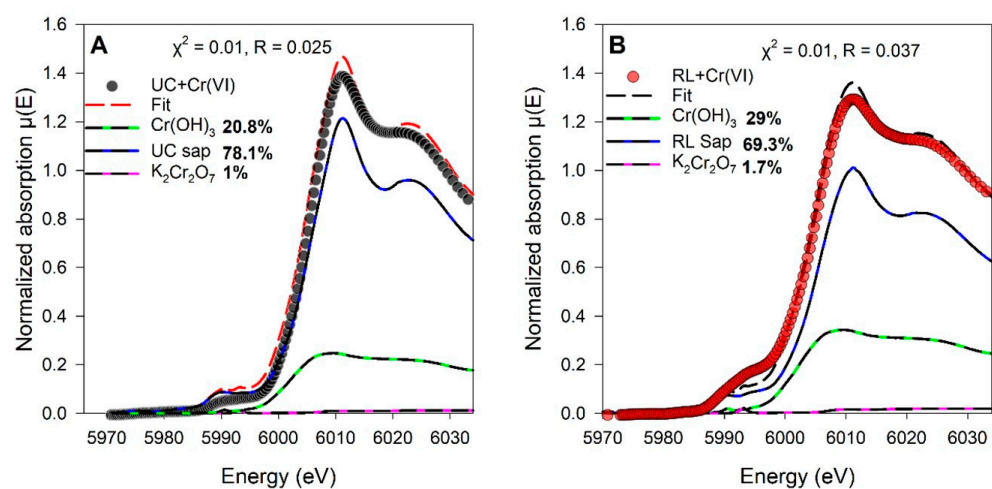 A
χ² = 0.01, R = 0.025
UC+Cr(VI)
Fit
Cr(OH)₃ 20.8%
UC sap 78.1%
K₂Cr₂O₇ 1%
Normalized absorption μ(E)
1.6
1.4
1.2
1.0
0.8
0.6
0.4
0.2
0.0
5970 5980 5990 6000 6010 6020 6030
Energy (eV)
B
χ² = 0.01, R = 0.037
RL+Cr(VI)
Fit
Cr(OH)₃ 29%
RL Sap 69.3%
K₂Cr₂O₇ 1.7%
Normalized absorption μ(E)
1.6
1.4
1.2
1.0
0.8
0.6
0.4
0.2
0.0
5970 5980 5990 6000 6010 6020 6030
Energy (eV)